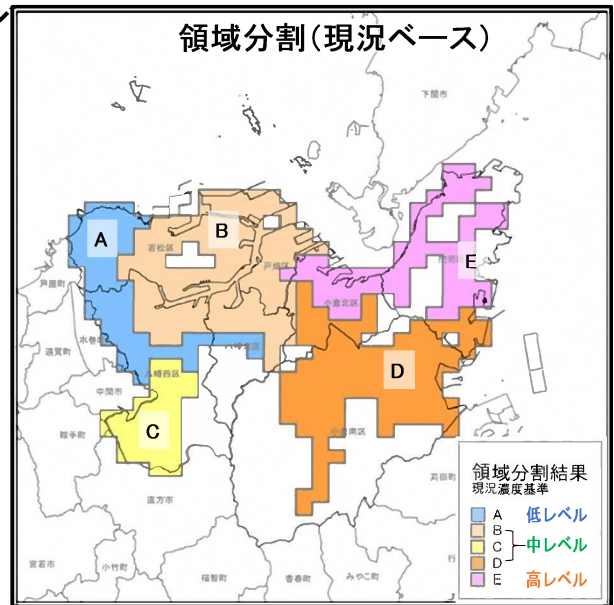 領域分割(現況ベース)
下関市
A
B
若松区
戸畑区
E
芦屋町
小倉北区
水巻町
遠賀町
八幡東区
八幡西区
D
中間市
C
小倉南区
鞍手町
苅田町
直方市
宮若市
小竹町
福智町
香春町
みやこ町
行
領域分割結果
現況濃度基準
A 低レベル
B
C 中レベル
D
E 高レベル